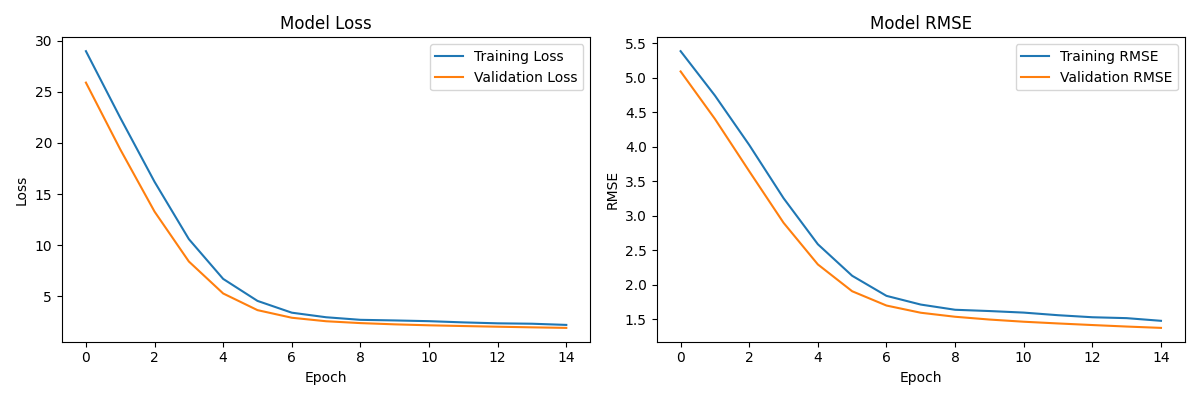 Model Loss
30
25
20
15
10
5
Loss
0 2 4 6 8 10 12 14
Epoch
Training Loss
Validation Loss
Model RMSE
5.5
5.0
4.5
4.0
3.5
3.0
2.5
2.0
1.5
RMSE
0 2 4 6 8 10 12 14
Epoch
Training RMSE
Validation RMSE